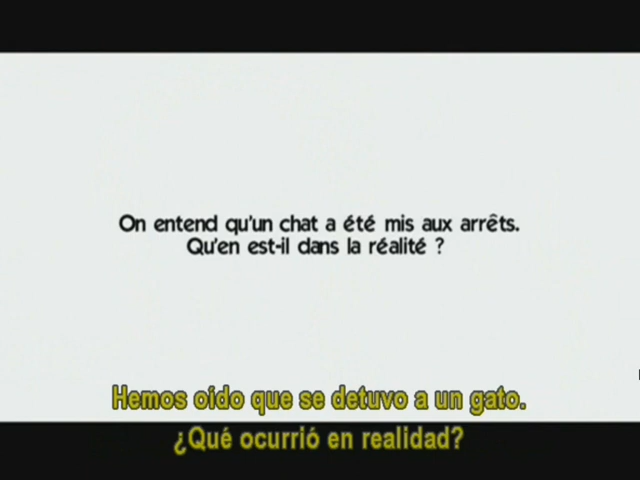 On entend qu'un chat a été mis aux arrêts.
Qu'en est-il dans la réalité ?
Hemos oído que se detuvo a un gato.
¿Qué ocurrió en realidad?